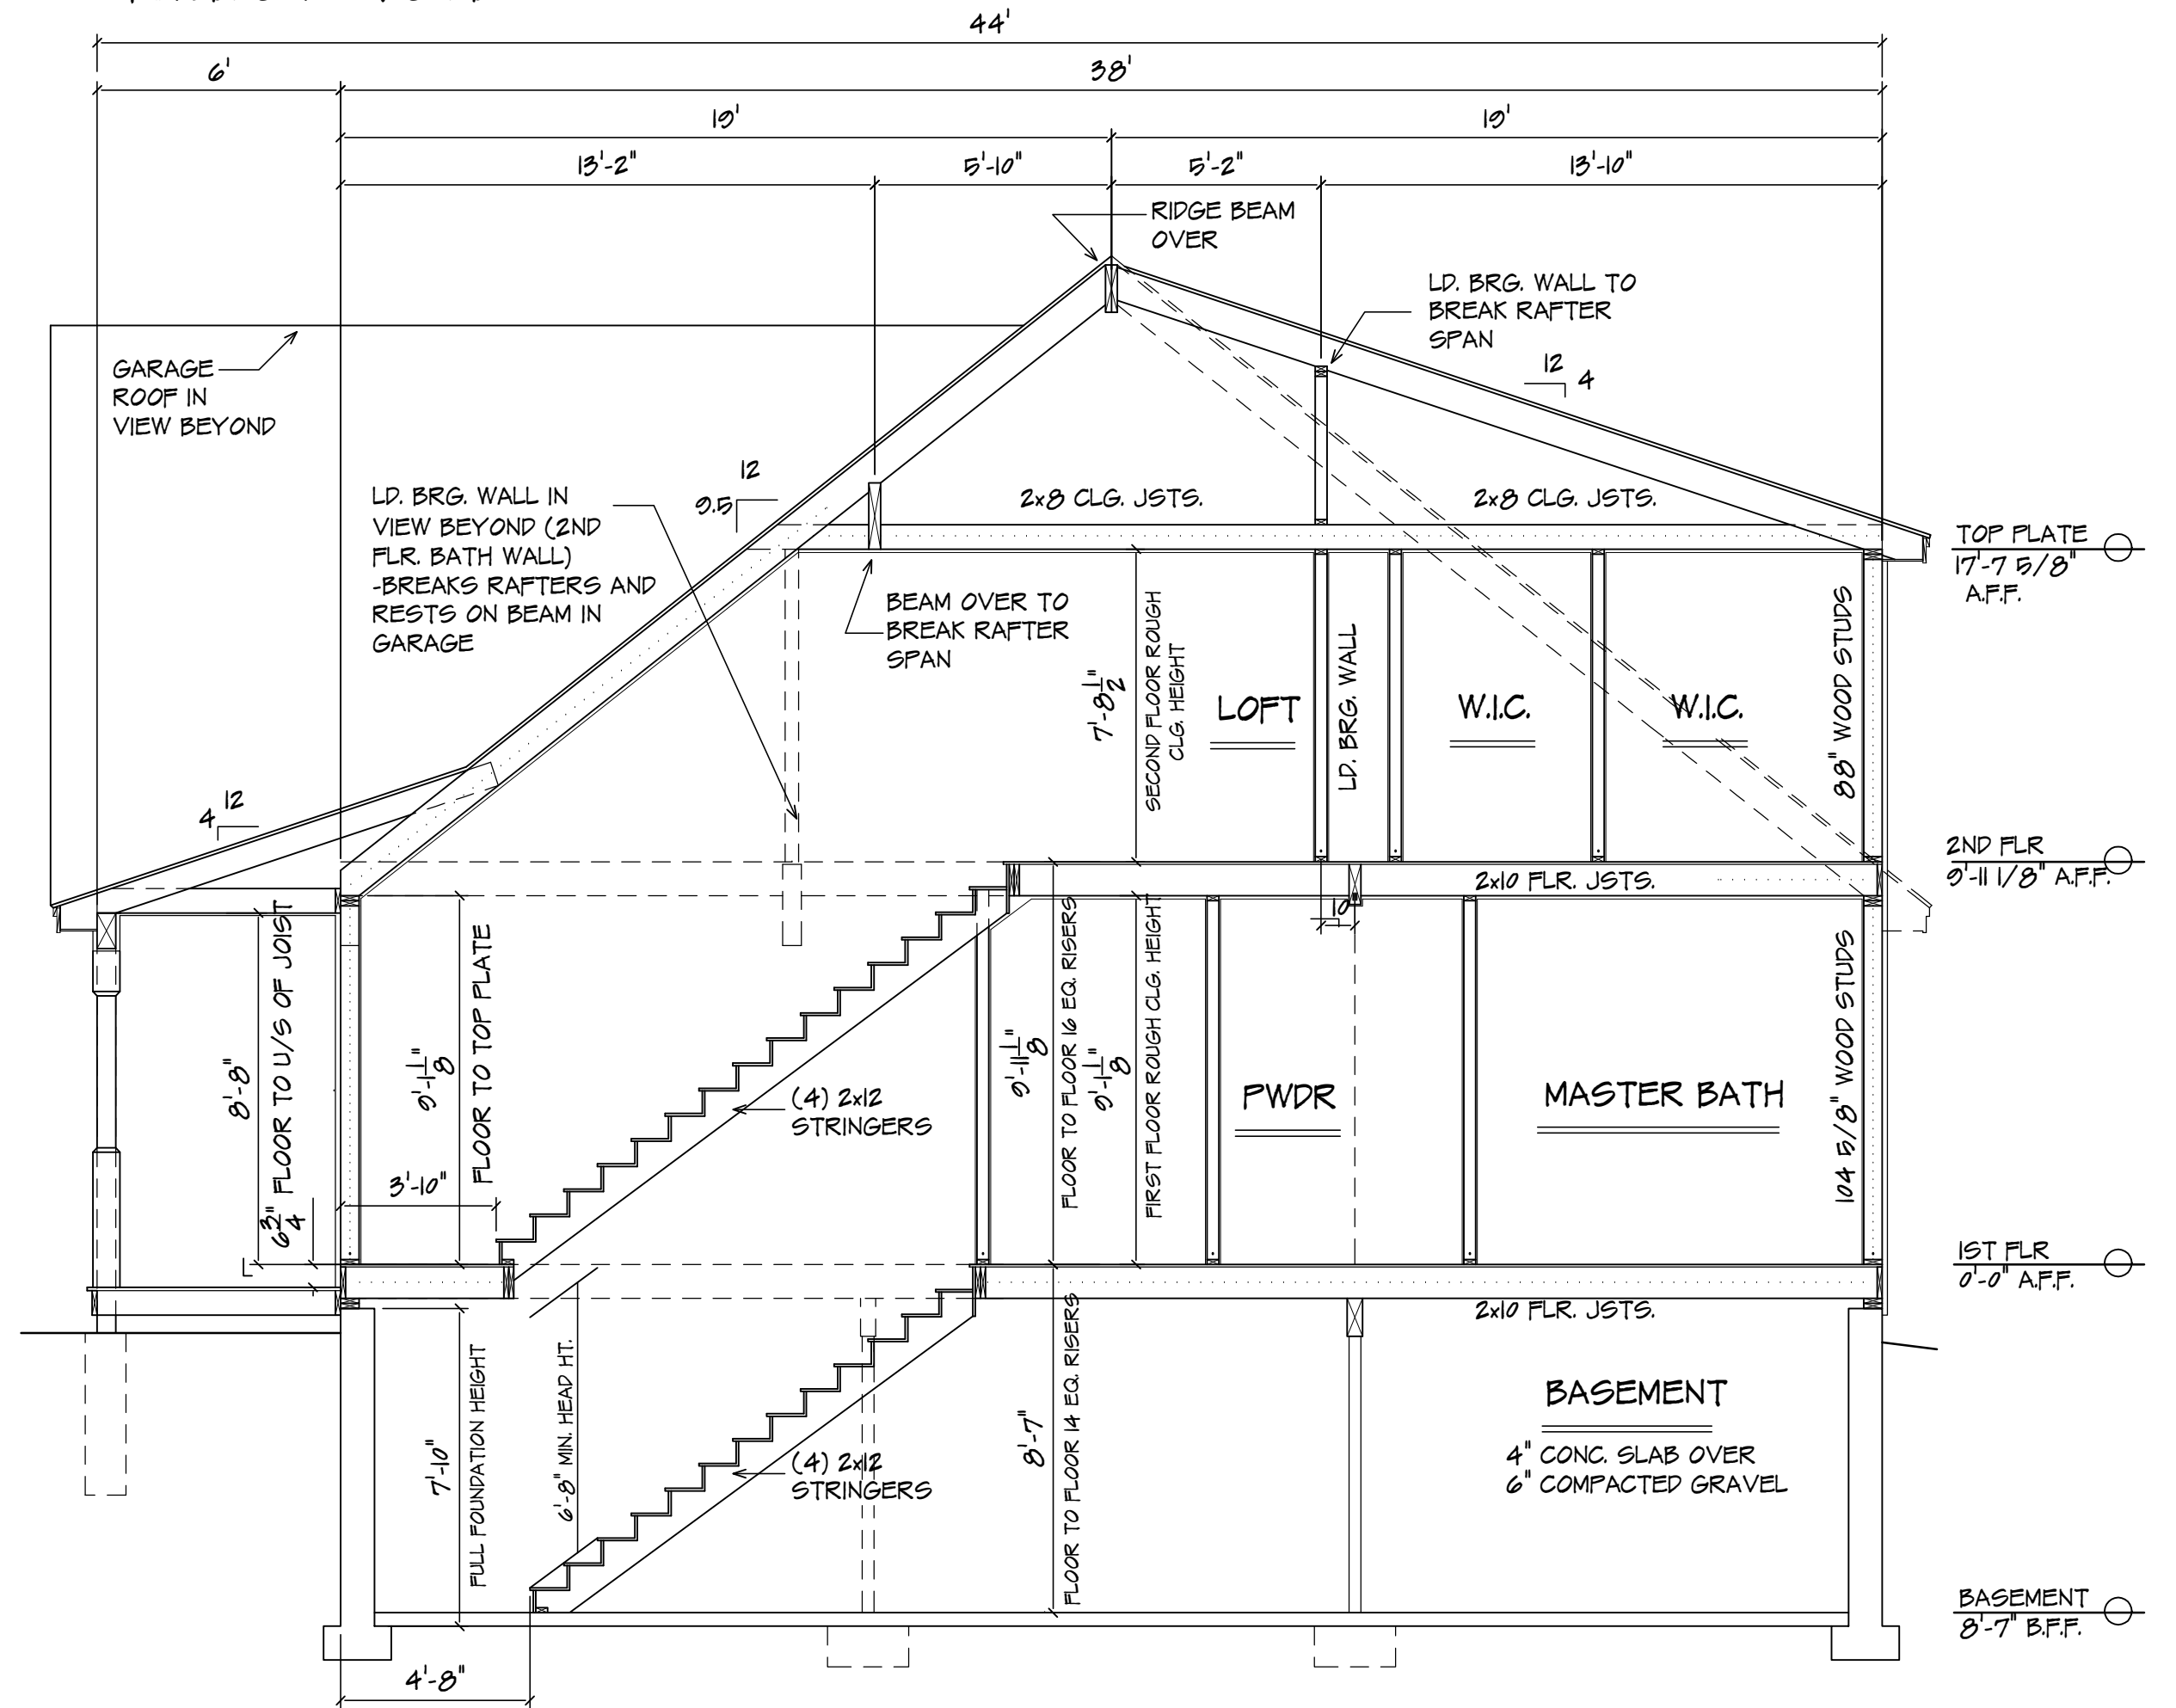 44'
6'
38'
19'
19'
13'-2"
5'-10"
5'-2"
13'-10"
RIDGE BEAM
OVER
LD. BRG. WALL TO
BREAK RAFTER
SPAN
12
4
GARAGE
ROOF IN
VIEW BEYOND
12
9.5
LD. BRG. WALL IN
VIEW BEYOND (2ND
FLR. BATH WALL)
-BREAKS RAFTERS AND
RESTS ON BEAM IN
GARAGE
2x8 CLG. JSTS.
2x8 CLG. JSTS.
TOP PLATE
17'-7 5/8"
A.F.F.
BEAM OVER TO
BREAK RAFTER
SPAN
7'-8 1/2"
SECOND FLOOR ROUGH
CLG. HEIGHT
LOFT
LD. BRG. WALL
W.I.C.
W.I.C.
88" WOOD STUDS
12
4
2ND FLR
9'-11 1/8" A.F.F.
2x10 FLR. JSTS.
10"
8'-8"
FLOOR TO U/S OF JOIST
6 3/4"
9'-1 1/8"
FLOOR TO TOP PLATE
3'-10"
(4) 2x12
STRINGERS
9'-11 1/8"
FLOOR TO FLOOR 16 EQ. RISERS
9'-1 1/8"
FIRST FLOOR ROUGH CLG. HEIGHT
PWDR
MASTER BATH
104 5/8" WOOD STUDS
1ST FLR
0'-0" A.F.F.
2x10 FLR. JSTS.
7'-10"
FULL FOUNDATION HEIGHT
6'-8" MIN. HEAD HT.
(4) 2x12
STRINGERS
8'-7"
FLOOR TO FLOOR 14 EQ. RISERS
BASEMENT
4" CONC. SLAB OVER
6" COMPACTED GRAVEL
BASEMENT
8'-7" B.F.F.
4'-8"